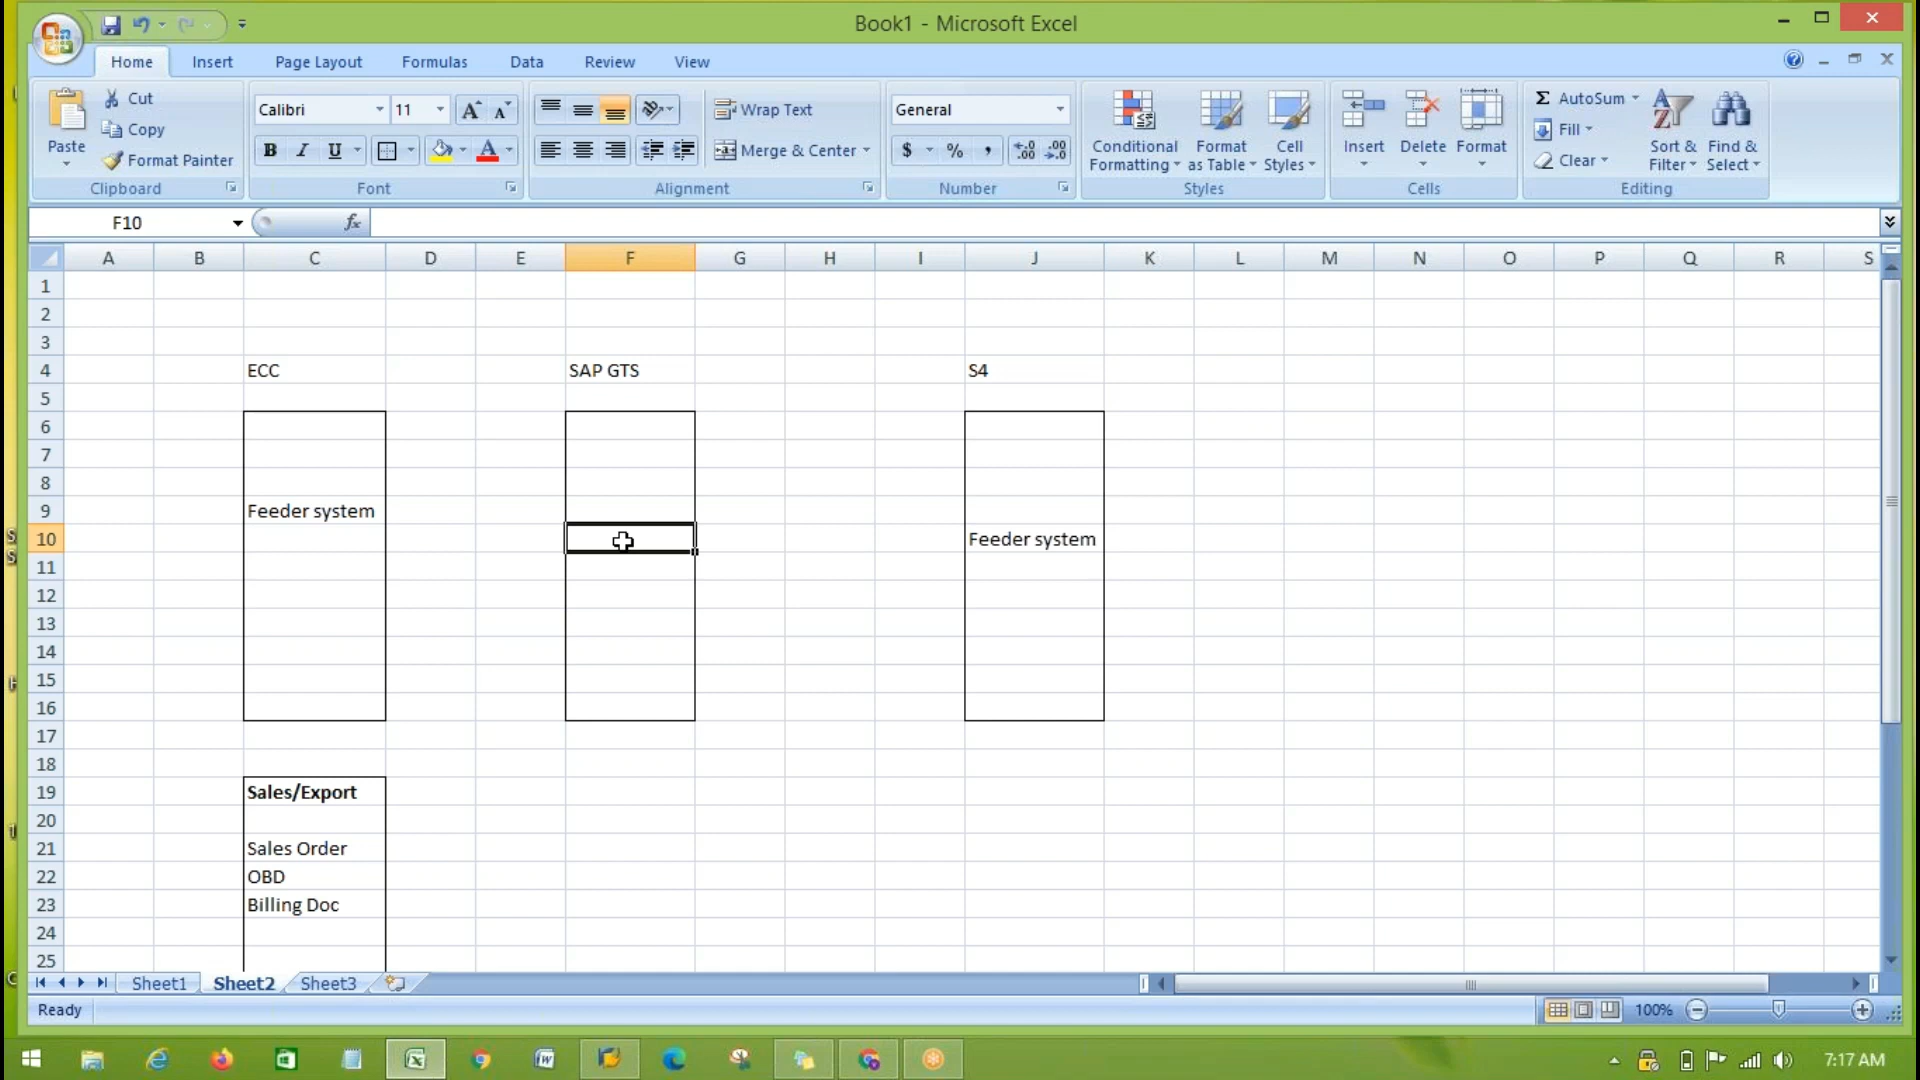 Book1 - Microsoft Excel
Home Insert Page Layout Formulas Data Review View
Paste
Cut
Copy
Format Painter
Clipboard
Calibri 11
B I U
Font
Wrap Text
Merge & Center
Alignment
General
$ % ,
Number
Conditional Formatting
Format as Table
Cell Styles
Styles
Insert
Delete
Format
Cells
Σ AutoSum
Fill
Clear
Sort & Filter
Find & Select
Editing
F10 fx
A B C D E F G H I J K L M N O P Q R S
1
2
3
4 ECC SAP GTS S4
5
6
7
8
9 Feeder system
10 Feeder system
11
12
13
14
15
16
17
18
19 Sales/Export
20
21 Sales Order
22 OBD
23 Billing Doc
24
25
Sheet1 Sheet2 Sheet3
Ready 100%
7:17 AM